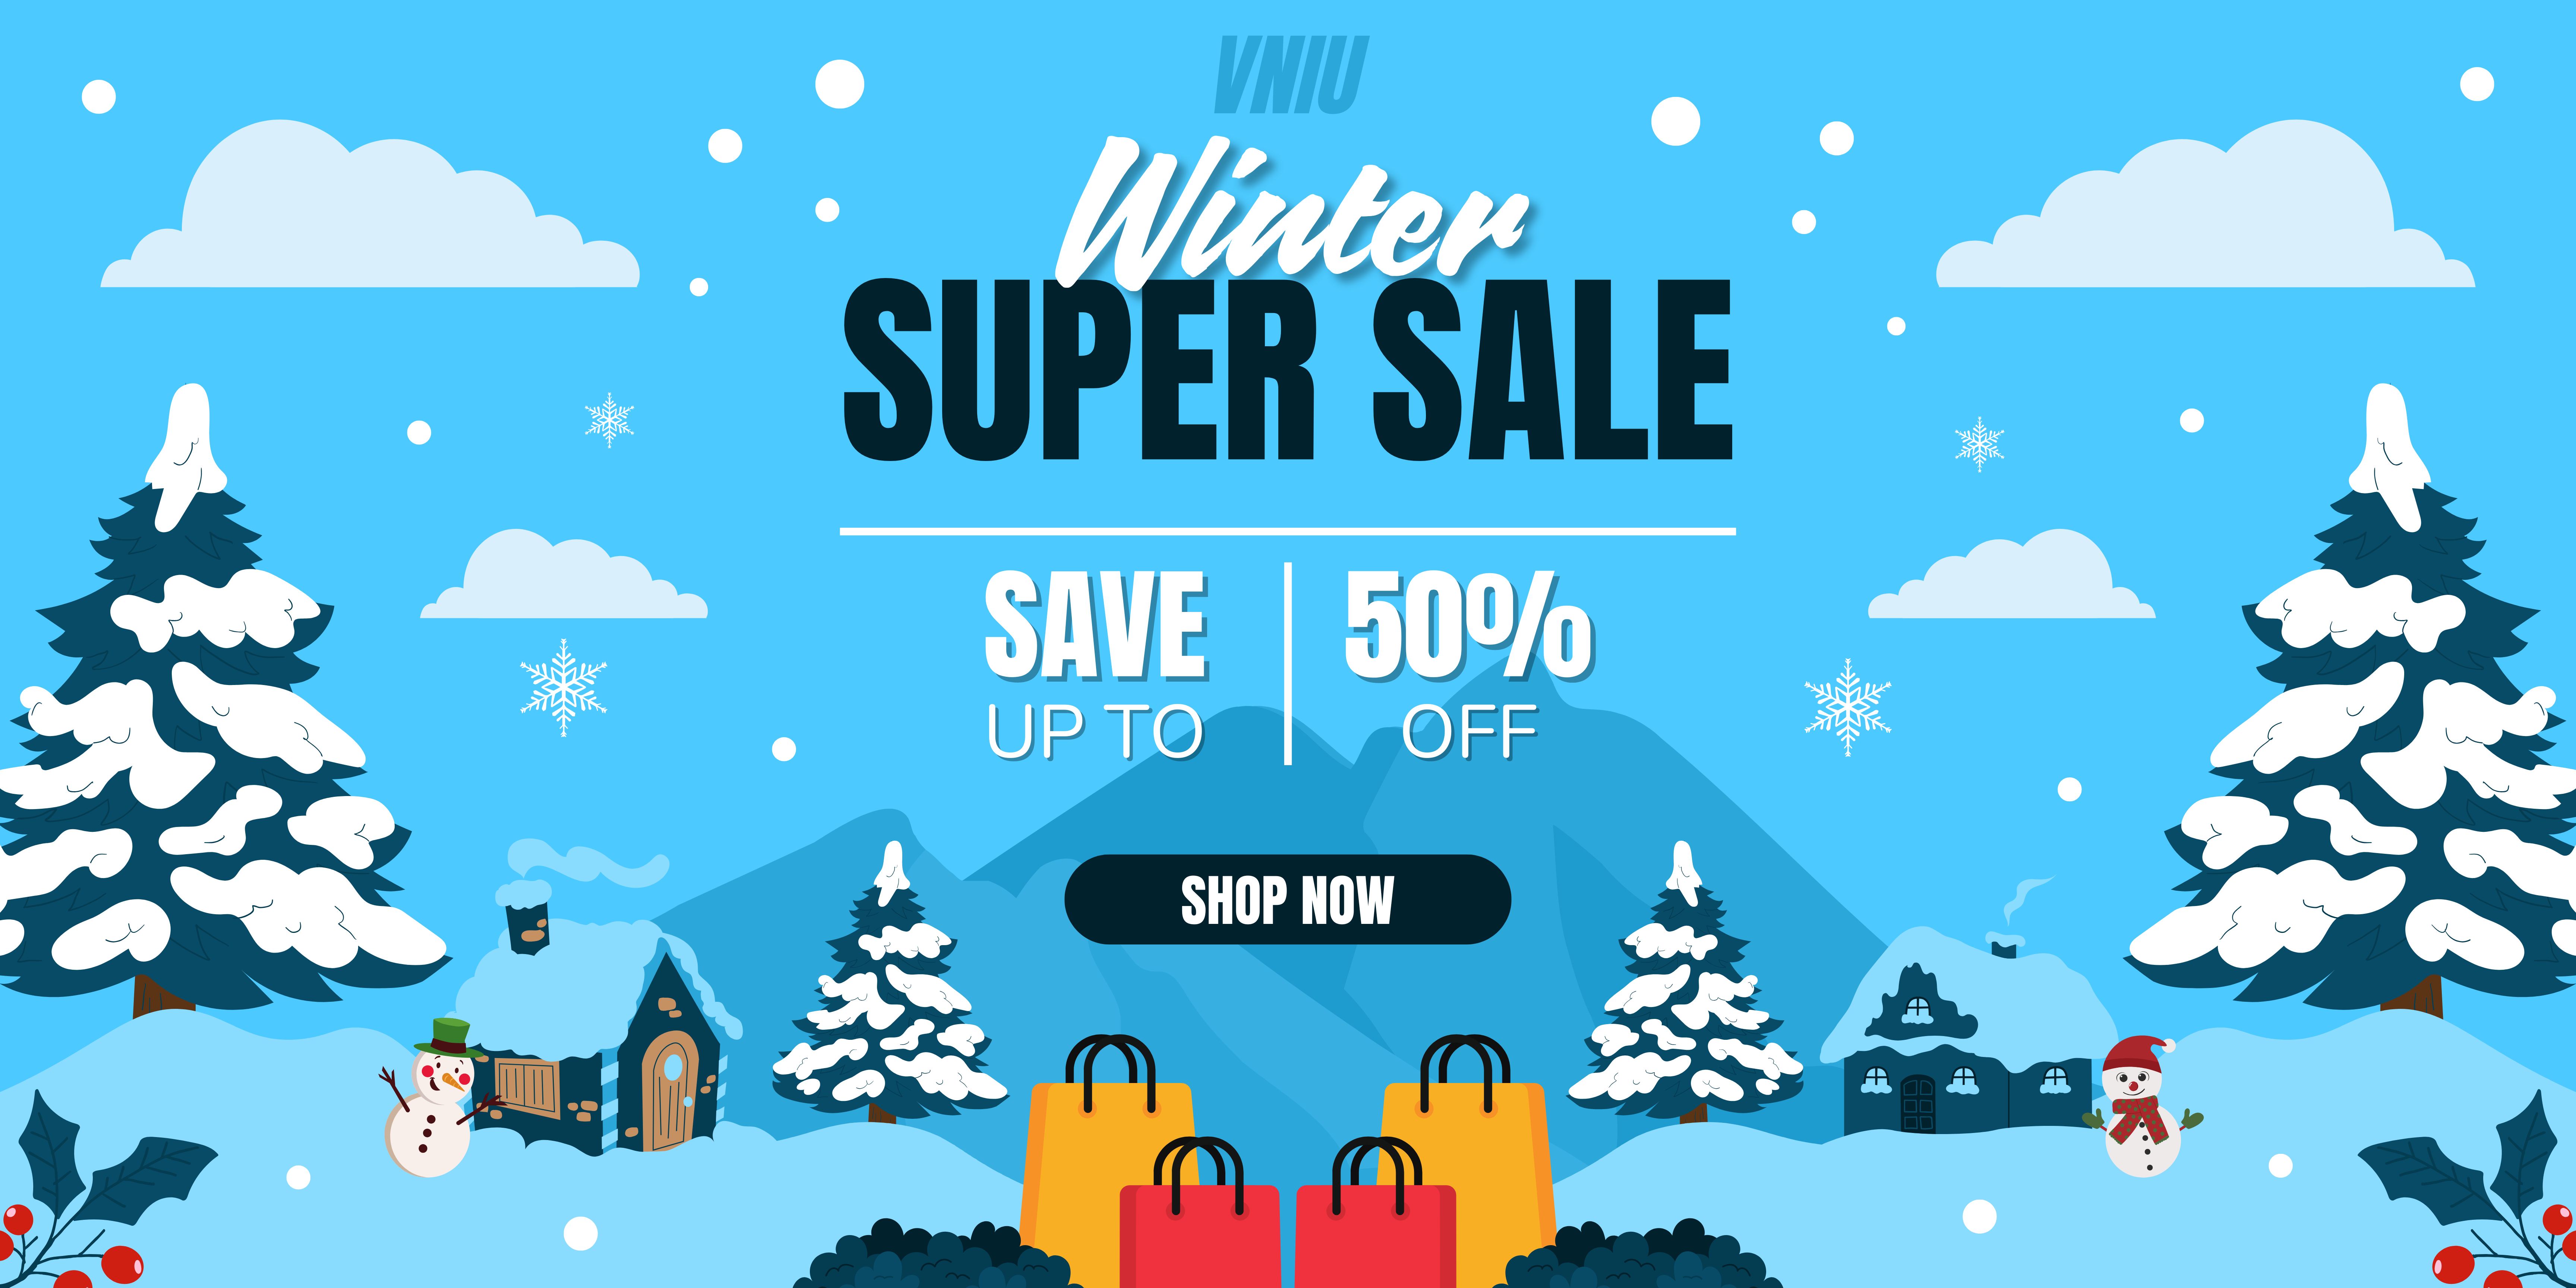 VNIU
Winter
SUPER SALE
SAVE
UP TO
50%
OFF
SHOP NOW